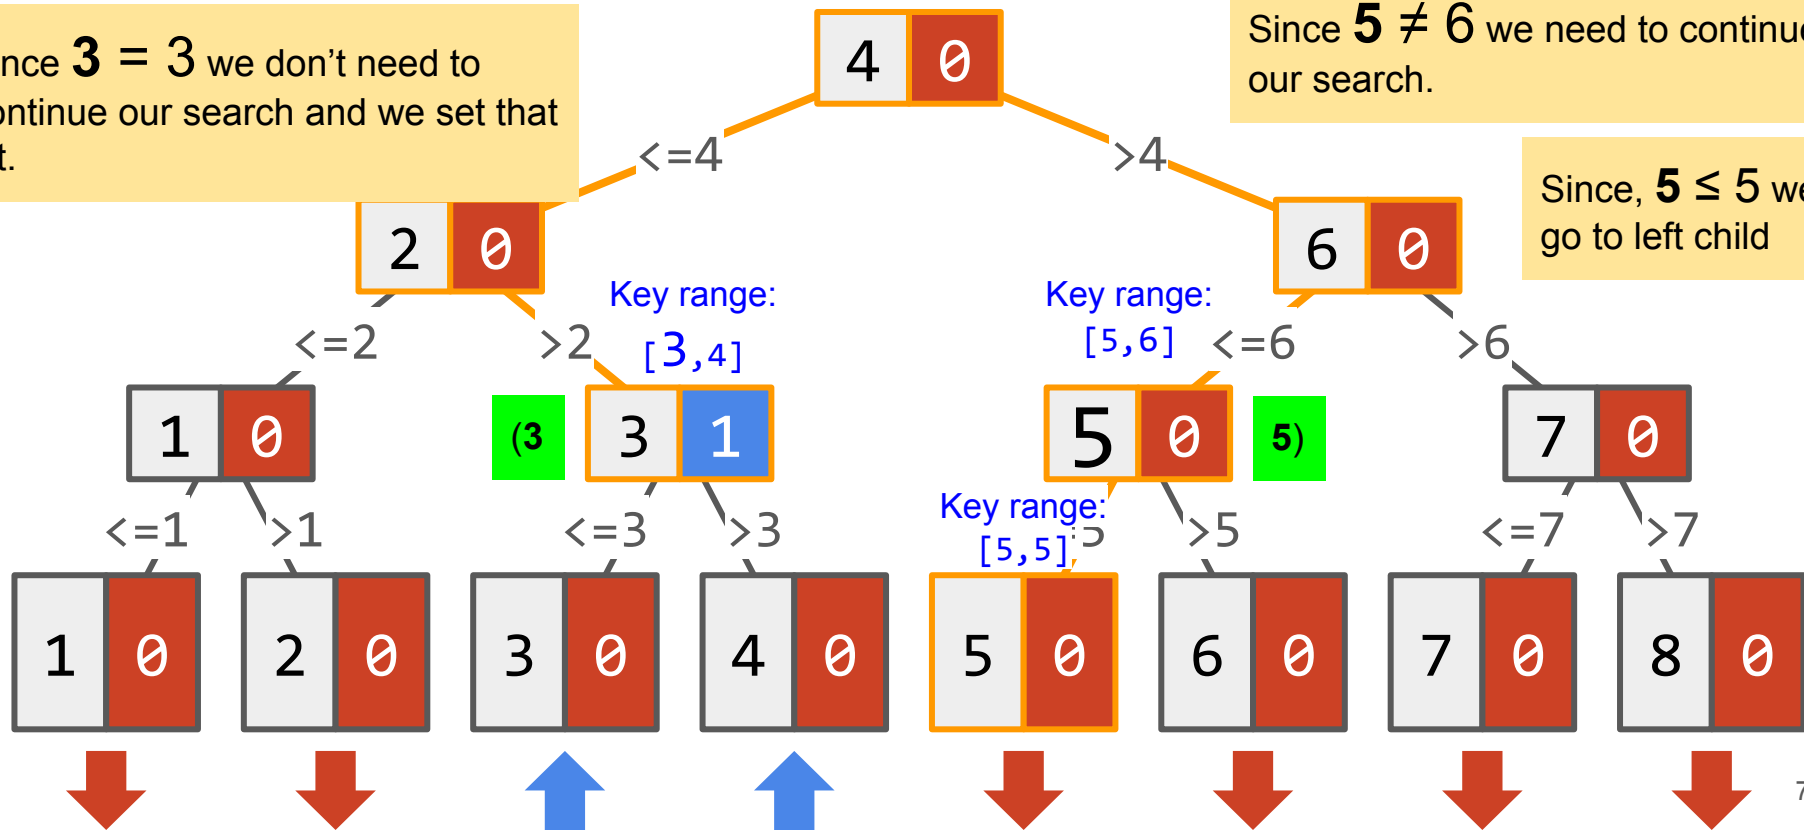 nce 3 = 3 we don't need to
ontinue our search and we set that
t.
Since 5 ≠ 6 we need to continue
our search.
Since, 5 ≤ 5 we
go to left child
4 0
<=4 >4
2 0
6 0
Key range:
[3,4]
Key range:
[5,6]
<=2 >2 <=6 >6
1 0
(3
3 1
5 0
5)
7 0
Key range:
[5,5]
<=1 >1 <=3 >3 5 >5 <=7 >7
1 0 2 0 3 0 4 0 5 0 6 0 7 0 8 0
7